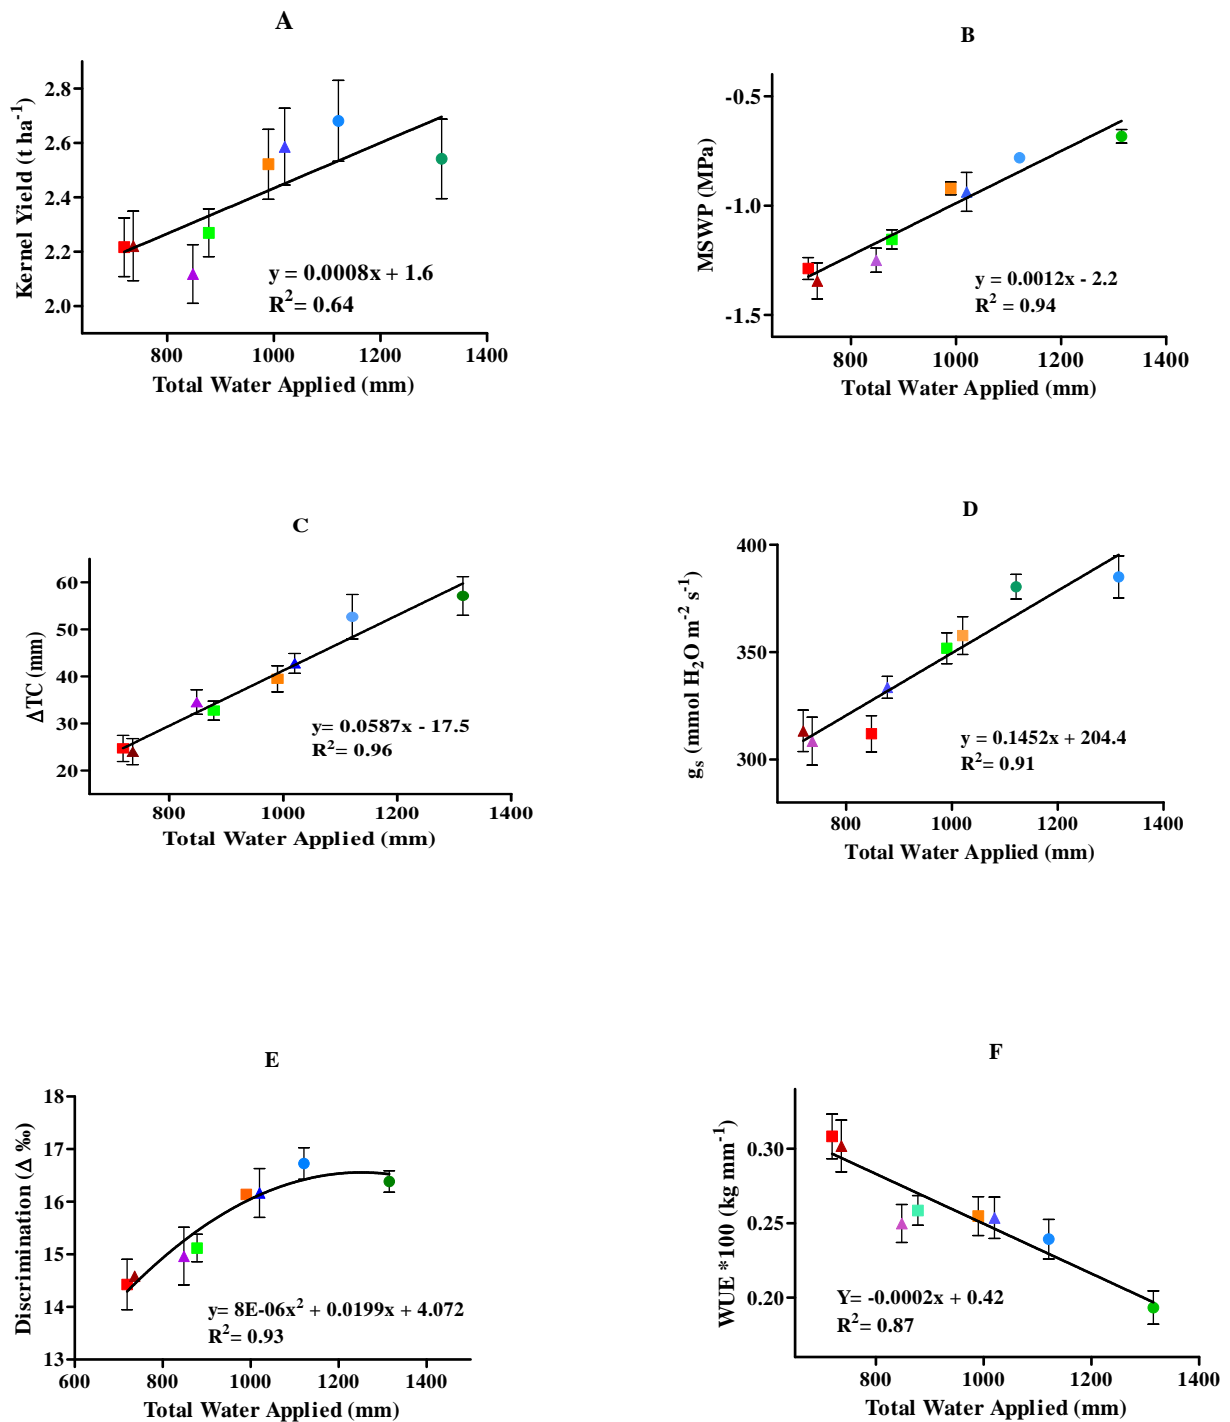 A
Kernel Yield (t ha⁻¹)
2.8
2.6
2.4
2.2
2.0
y = 0.0008x + 1.6
R² = 0.64
800 1000 1200 1400
Total Water Applied (mm)
B
MSWP (MPa)
-0.5
-1.0
-1.5
y = 0.0012x - 2.2
R² = 0.94
800 1000 1200 1400
Total Water Applied (mm)
C
ΔTC (mm)
60
50
40
30
20
y= 0.0587x - 17.5
R²= 0.96
800 1000 1200 1400
Total Water Applied (mm)
D
gₛ (mmol H₂O m⁻² s⁻¹)
400
350
300
y = 0.1452x + 204.4
R²= 0.91
800 1000 1200 1400
Total Water Applied (mm)
E
Discrimination (Δ ‰)
18
17
16
15
14
13
y= 8E-06x² + 0.0199x + 4.072
R²= 0.93
600 800 1000 1200 1400
Total Water Applied (mm)
F
WUE *100 (kg mm⁻¹)
0.30
0.25
0.20
Y= -0.0002x + 0.42
R²= 0.87
800 1000 1200 1400
Total Water Applied (mm)